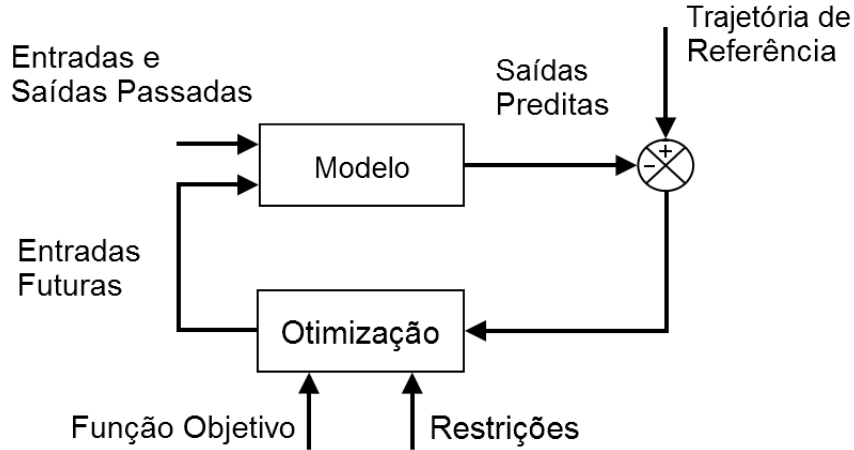 Trajetória de
Referência
Entradas e
Saídas Passadas
Saídas
Preditas
+
-
Modelo
Entradas
Futuras
Otimização
Função Objetivo
Restrições